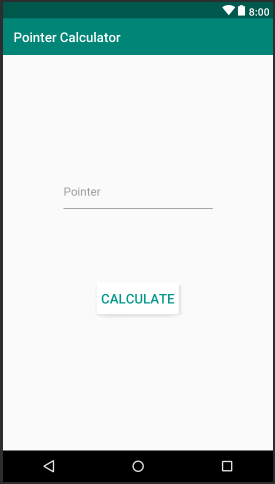 8:00
Pointer Calculator
Pointer
CALCULATE